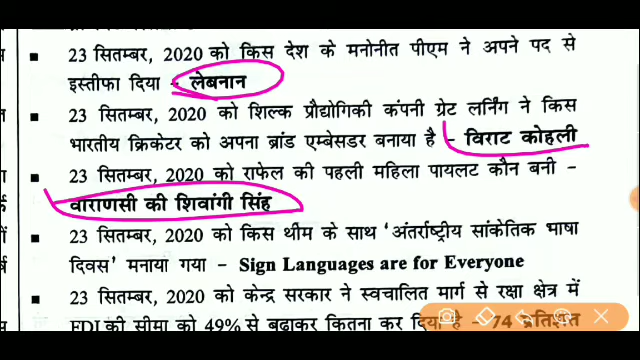 23 सितम्बर, 2020 को किस देश के मनोनीत पीएम ने अपने पद से
इस्तीफा दिया – लेबनान
23 सितम्बर, 2020 को शिल्क प्रौद्योगिकी कंपनी ग्रेट लर्निंग ने किस
भारतीय क्रिकेटर को अपना ब्रांड एम्बेसडर बनाया है – विराट कोहली
23 सितम्बर, 2020 को राफेल की पहली महिला पायलट कौन बनी –
वाराणसी की शिवांगी सिंह
23 सितम्बर, 2020 को किस थीम के साथ 'अंतर्राष्ट्रीय सांकेतिक भाषा
दिवस' मनाया गया – Sign Languages are for Everyone
23 सितम्बर, 2020 को केन्द्र सरकार ने स्वचालित मार्ग से रक्षा क्षेत्र में
FDI की सीमा को 49% से बढाकर कितना कर दिया है – 74 प्रतिशत